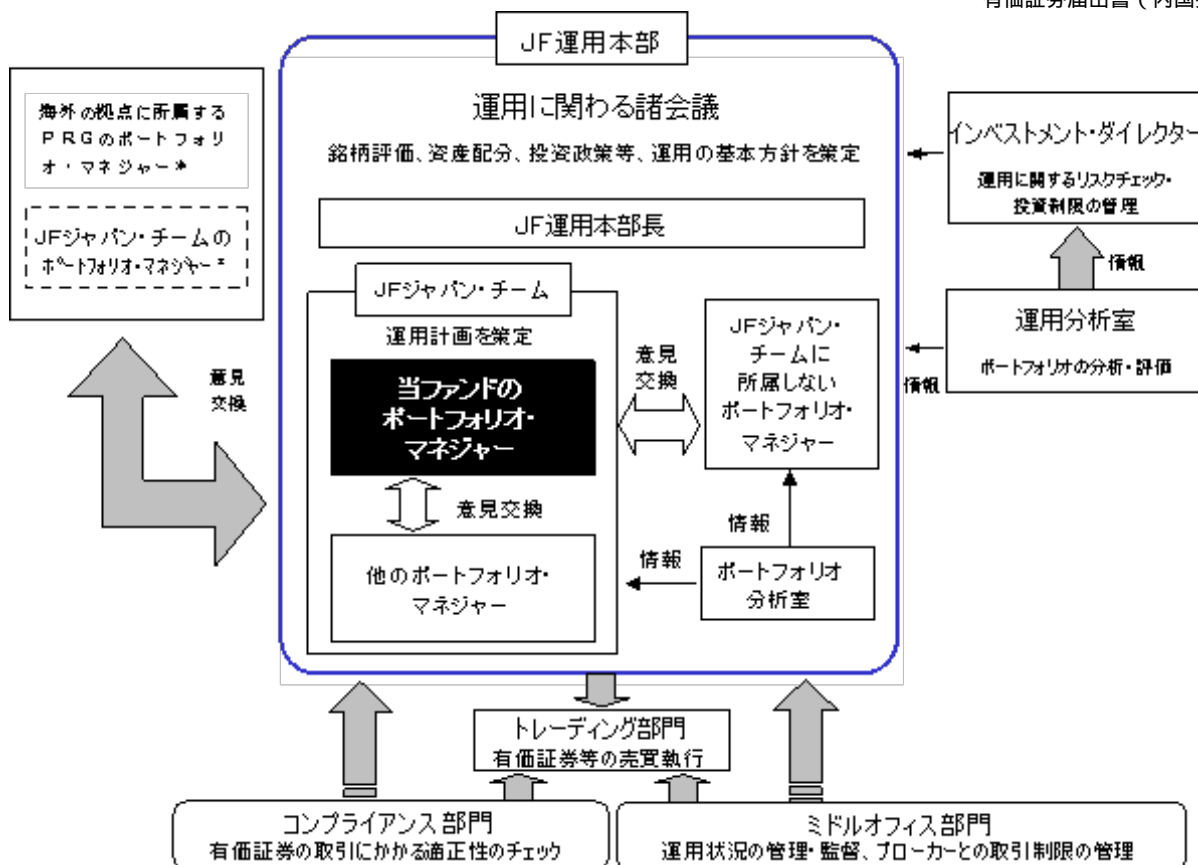 有価証券届出書（内国
JF運用本部
運用に関わる諸会議
銘柄評価、資産配分、投資政策等、運用の基本方針を策定
JF運用本部長
海外の拠点に所属する
PRGのポートフォリ
オ・マネジャー*
JFジャパン・チームの
ポートフォリオ・マネジャー*
意見
交換
JFジャパン・チーム
運用計画を策定
当ファンドの
ポートフォリオ・
マネジャー
意見交換
他のポートフォリオ・
マネジャー
意見
交換
JFジャパン・
チームに
所属しない
ポートフォリオ・
マネジャー
情報
情報
ポートフォリオ
分析室
インベストメント・ダイレクター
運用に関するリスクチェック・
投資制限の管理
情報
運用分析室
ポートフォリオの分析・評価
情報
トレーディング部門
有価証券等の売買執行
コンプライアンス部門
有価証券の取引にかかる適正性のチェック
ミドルオフィス部門
運用状況の管理・監督、ブローカーとの取引制限の管理